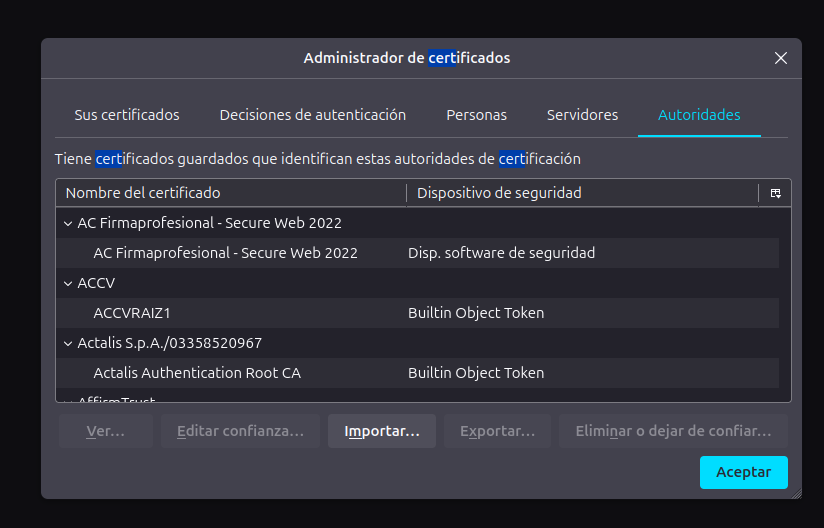 Administrador de certificados
Sus certificados Decisiones de autenticación Personas Servidores Autoridades
Tiene certificados guardados que identifican estas autoridades de certificación
Nombre del certificado Dispositivo de seguridad
AC Firmaprofesional - Secure Web 2022
AC Firmaprofesional - Secure Web 2022 Disp. software de seguridad
ACCV
ACCVRAIZ1 Builtin Object Token
Actalis S.p.A./03358520967
Actalis Authentication Root CA Builtin Object Token
AffirmTrust
Ver… Editar confianza… Importar… Exportar… Eliminar o dejar de confiar…
Aceptar